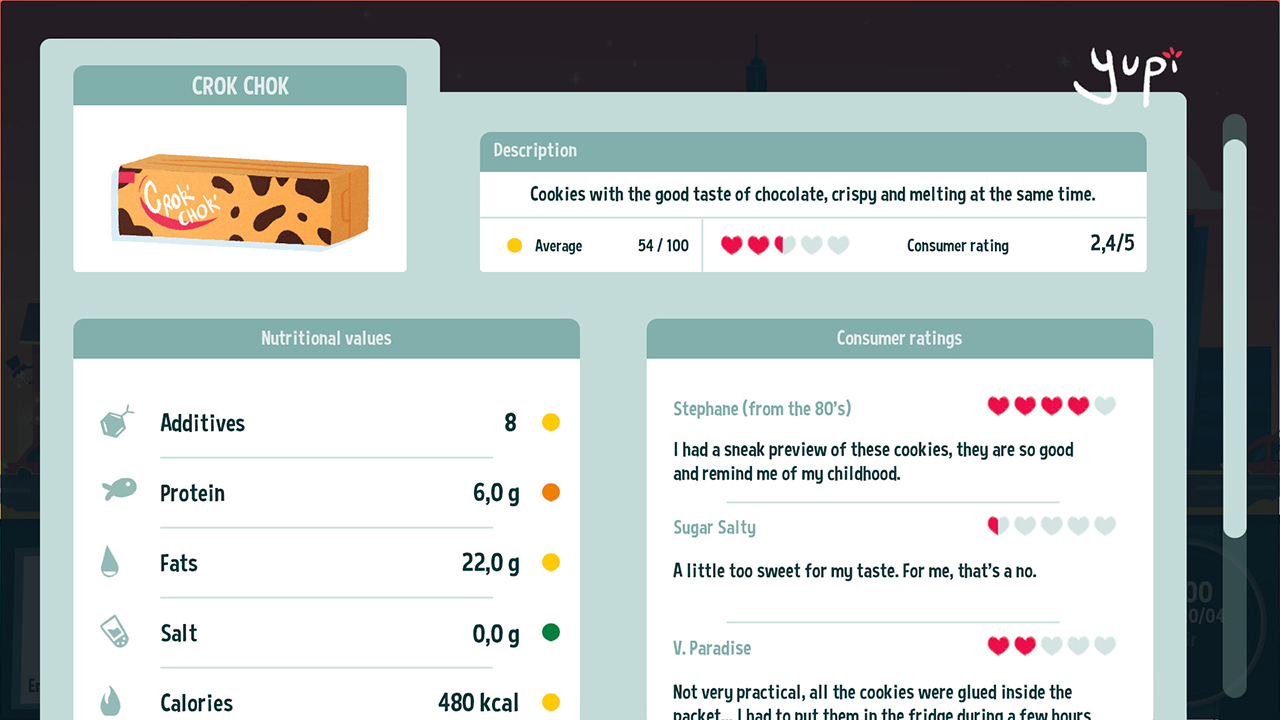 yupi
CROK CHOK
CROK'
CHOK'
Description
Cookies with the good taste of chocolate, crispy and melting at the same time.
Average 54 / 100
Consumer rating 2,4/5
Nutritional values
Additives 8
Protein 6,0 g
Fats 22,0 g
Salt 0,0 g
Calories 480 kcal
Consumer ratings
Stephane (from the 80's)
I had a sneak preview of these cookies, they are so good
and remind me of my childhood.
Sugar Salty
A little too sweet for my taste. For me, that's a no.
V. Paradise
Not very practical, all the cookies were glued inside the
packet... I had to put them in the fridge during a few hours